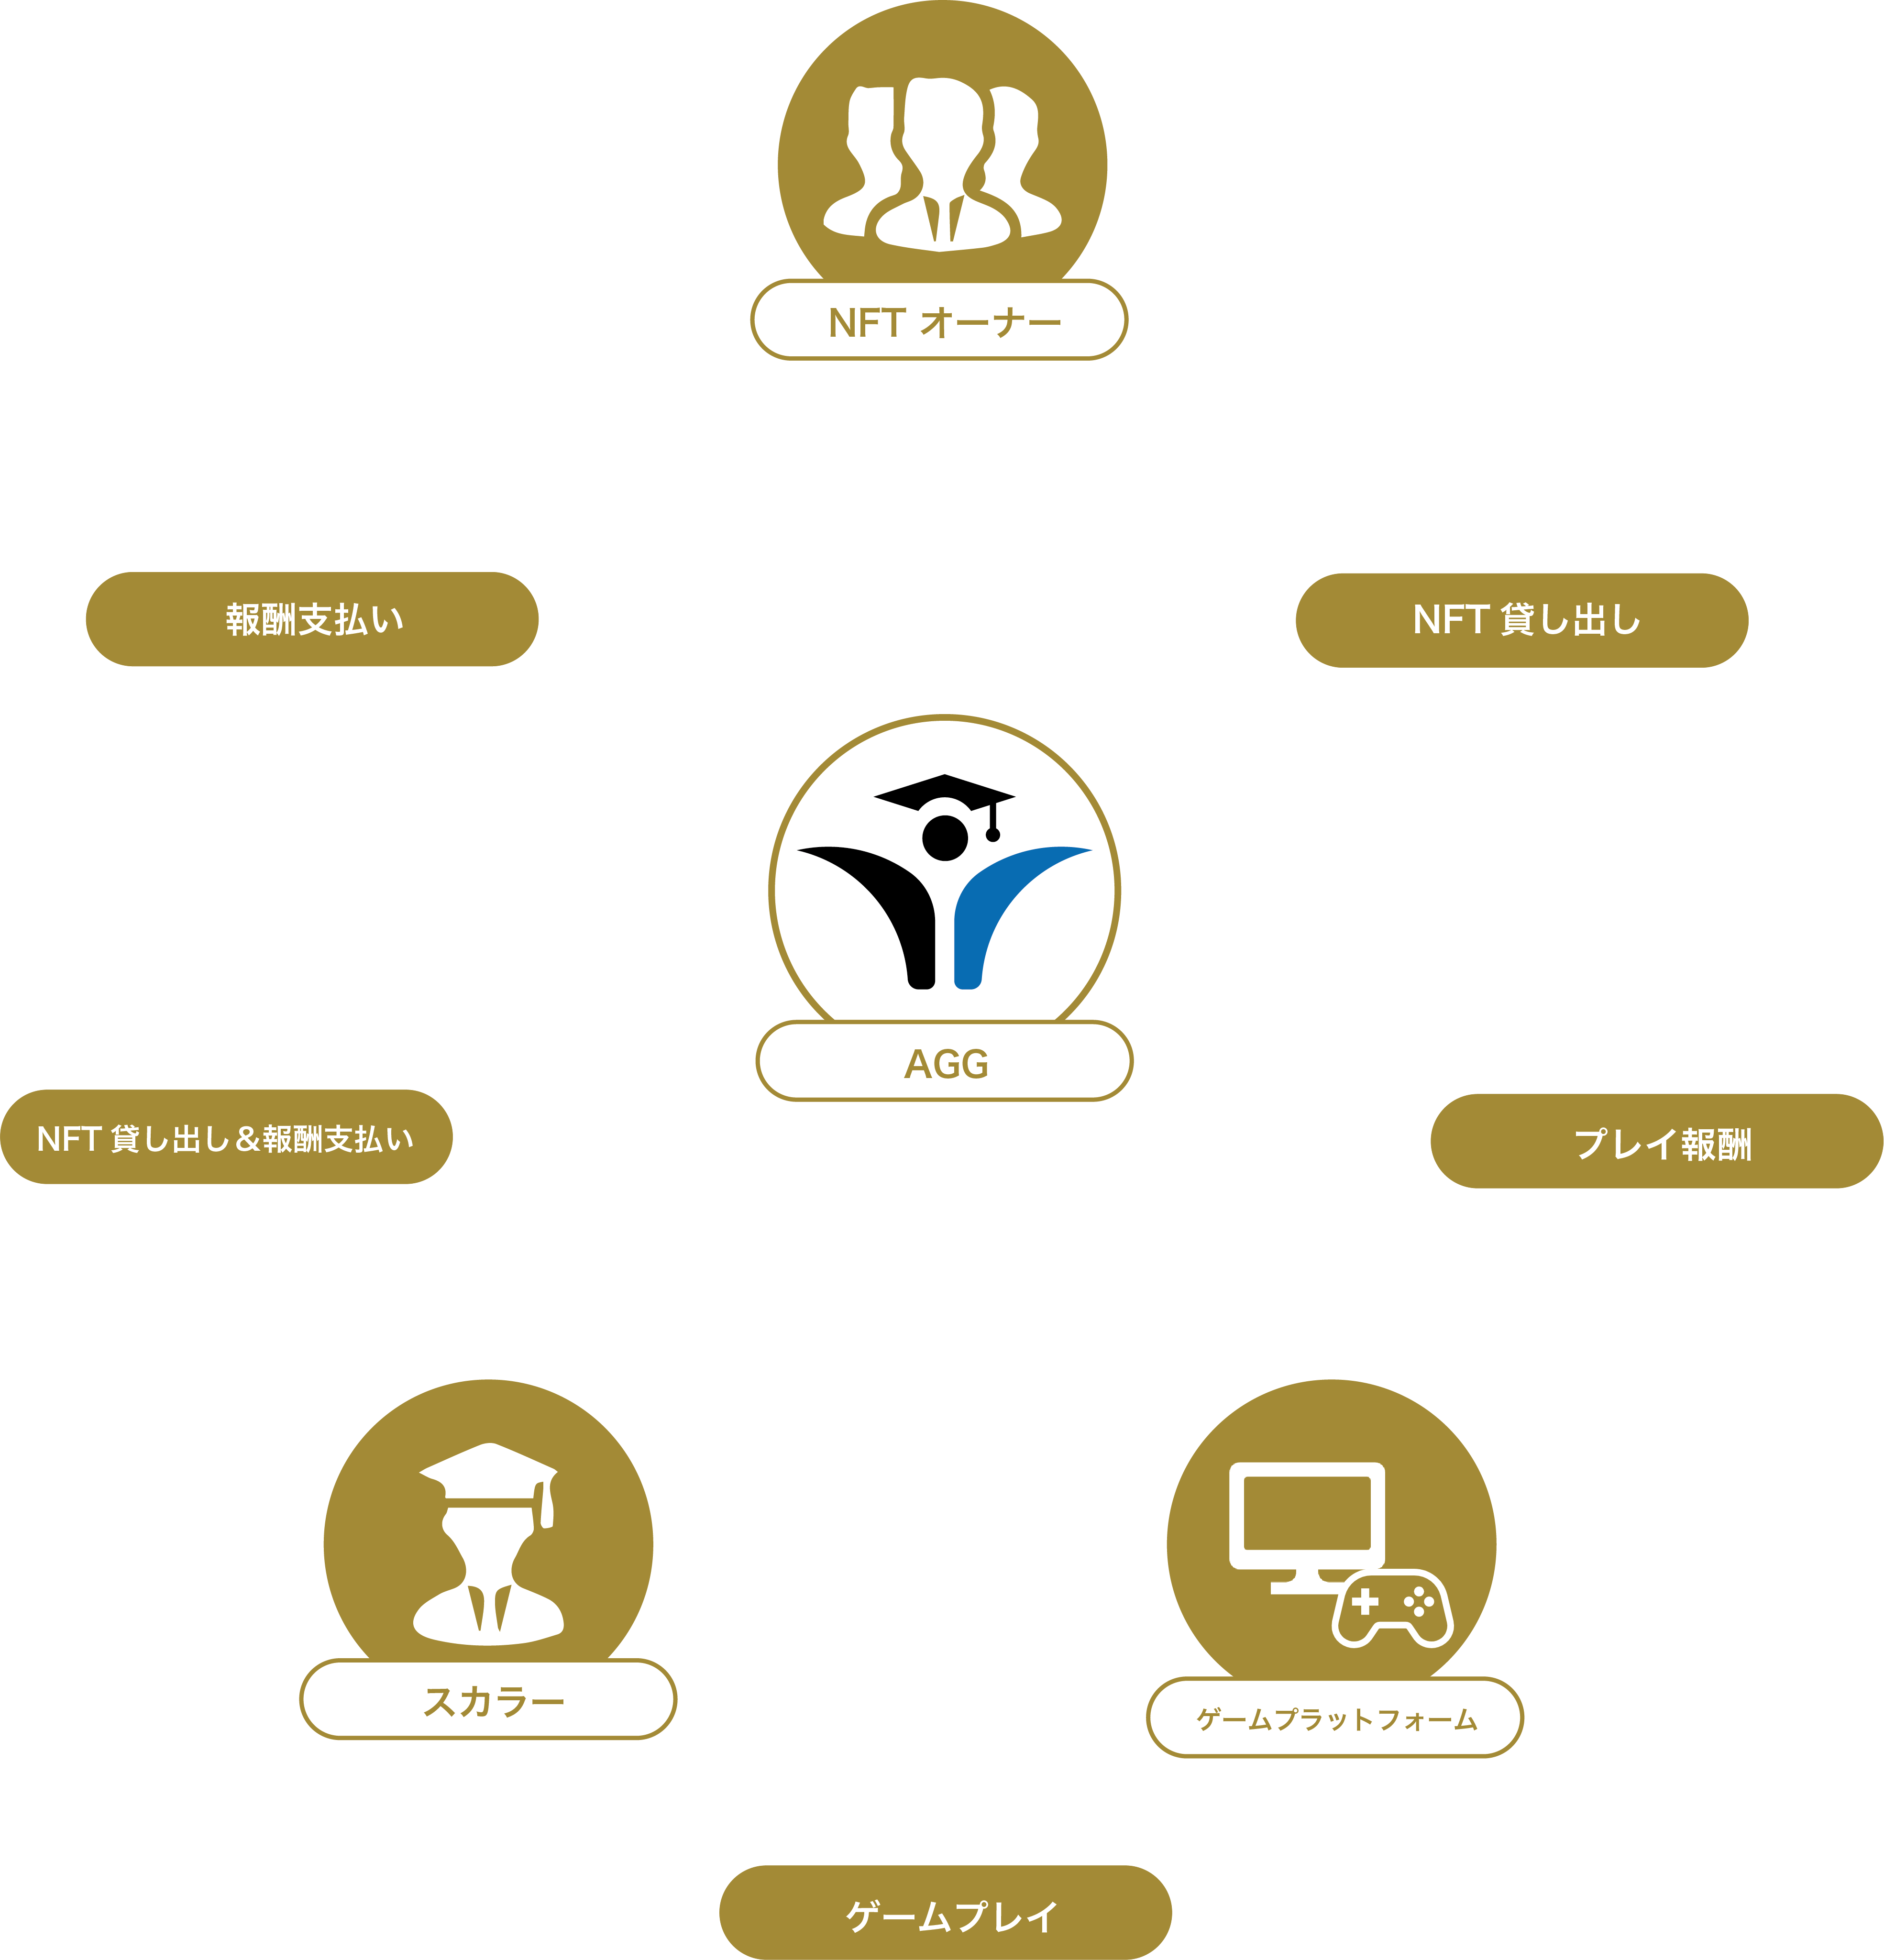 NFT オーナー
報酬支払い
NFT 貸し出し
AGG
NFT 貸し出し&報酬支払い
プレイ報酬
スカラー
ゲームプラットフォーム
ゲームプレイ